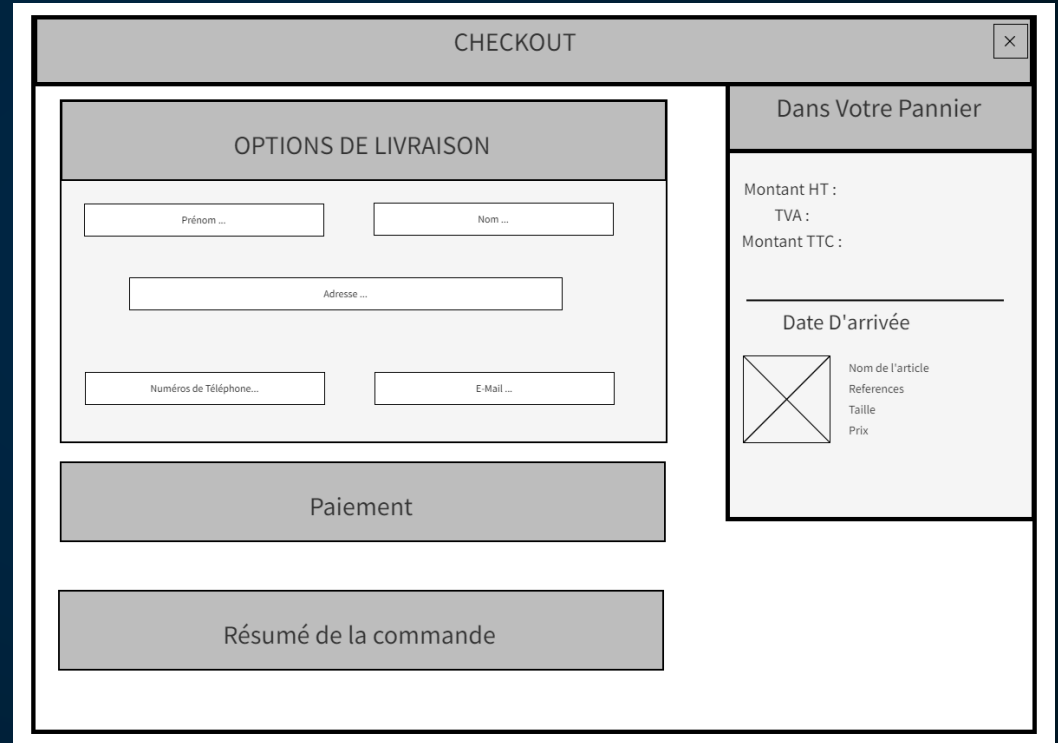 CHECKOUT
×
OPTIONS DE LIVRAISON
Prénom ...
Nom ...
Adresse ...
Numéros de Téléphone...
E-Mail ...
Paiement
Résumé de la commande
Dans Votre Pannier
Montant HT :
TVA :
Montant TTC :
Date D'arrivée
Nom de l'article
References
Taille
Prix